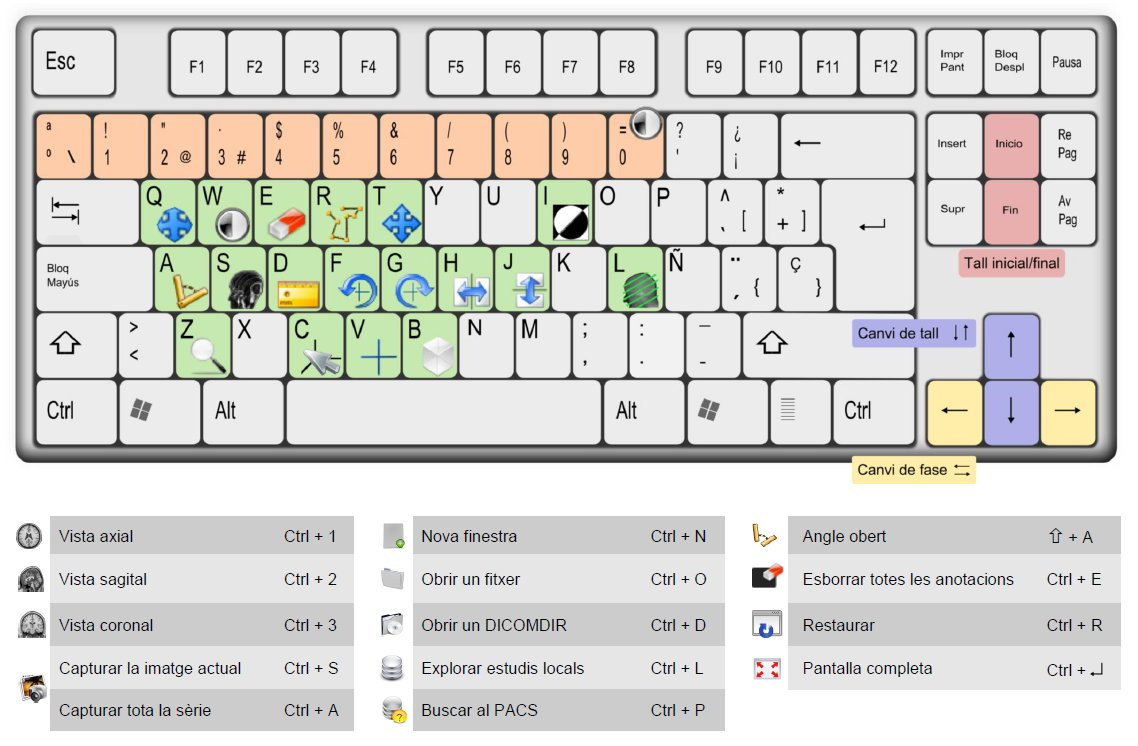 Esc F1 F2 F3 F4 F5 F6 F7 F8 F9 F10 F11 F12 Impr Pant Bloq Despl Pausa
ª ! " · $ % & / ( ) = ? ¿
º \ 1 2 @ 3 # 4 5 6 7 8 9 0 ' ¡ ← Insert Inicio Re Pag
Q W E R T Y U I O P ^ ` [ * + ] Supr Fin Av Pag
Bloq Mayús A S D F G H J K L Ñ ¨ ´ { Ç } Tall inicial/final
> < Z X C V B N M ; , : . _ - Canvi de tall ↓↑ ↑
Ctrl Alt Alt Ctrl ← ↓ →
Canvi de fase ⇆
Vista axial Ctrl + 1
Vista sagital Ctrl + 2
Vista coronal Ctrl + 3
Capturar la imatge actual Ctrl + S
Capturar tota la sèrie Ctrl + A
Nova finestra Ctrl + N
Obrir un fitxer Ctrl + O
Obrir un DICOMDIR Ctrl + D
Explorar estudis locals Ctrl + L
Buscar al PACS Ctrl + P
Angle obert ⇧ + A
Esborrar totes les anotacions Ctrl + E
Restaurar Ctrl + R
Pantalla completa Ctrl + ↵